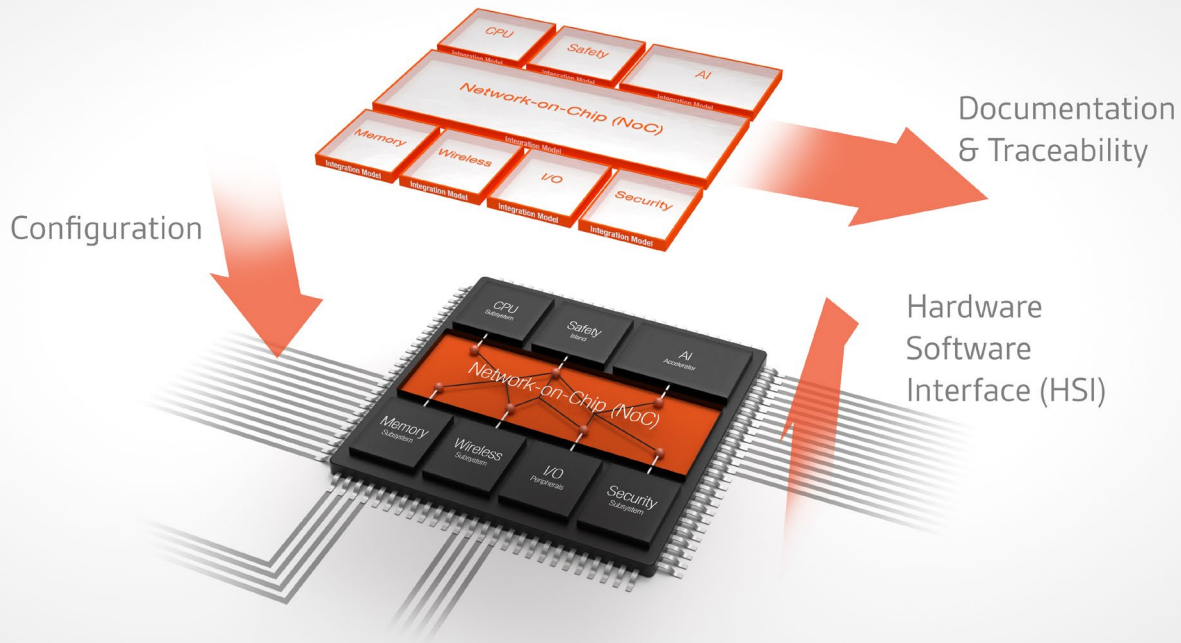 CPU
Integration Model
Safety
Integration Model
AI
Integration Model
Network-on-Chip (NoC)
Integration Model
Memory
Integration Model
Wireless
Integration Model
I/O
Integration Model
Security
Integration Model
Documentation
& Traceability
Configuration
Hardware
Software
Interface (HSI)
CPU
Subsystem
Safety
Island
AI
Accelerator
Network-on-Chip (NoC)
Memory
Subsystem
Wireless
Subsystem
I/O
Peripherals
Security
Subsystem